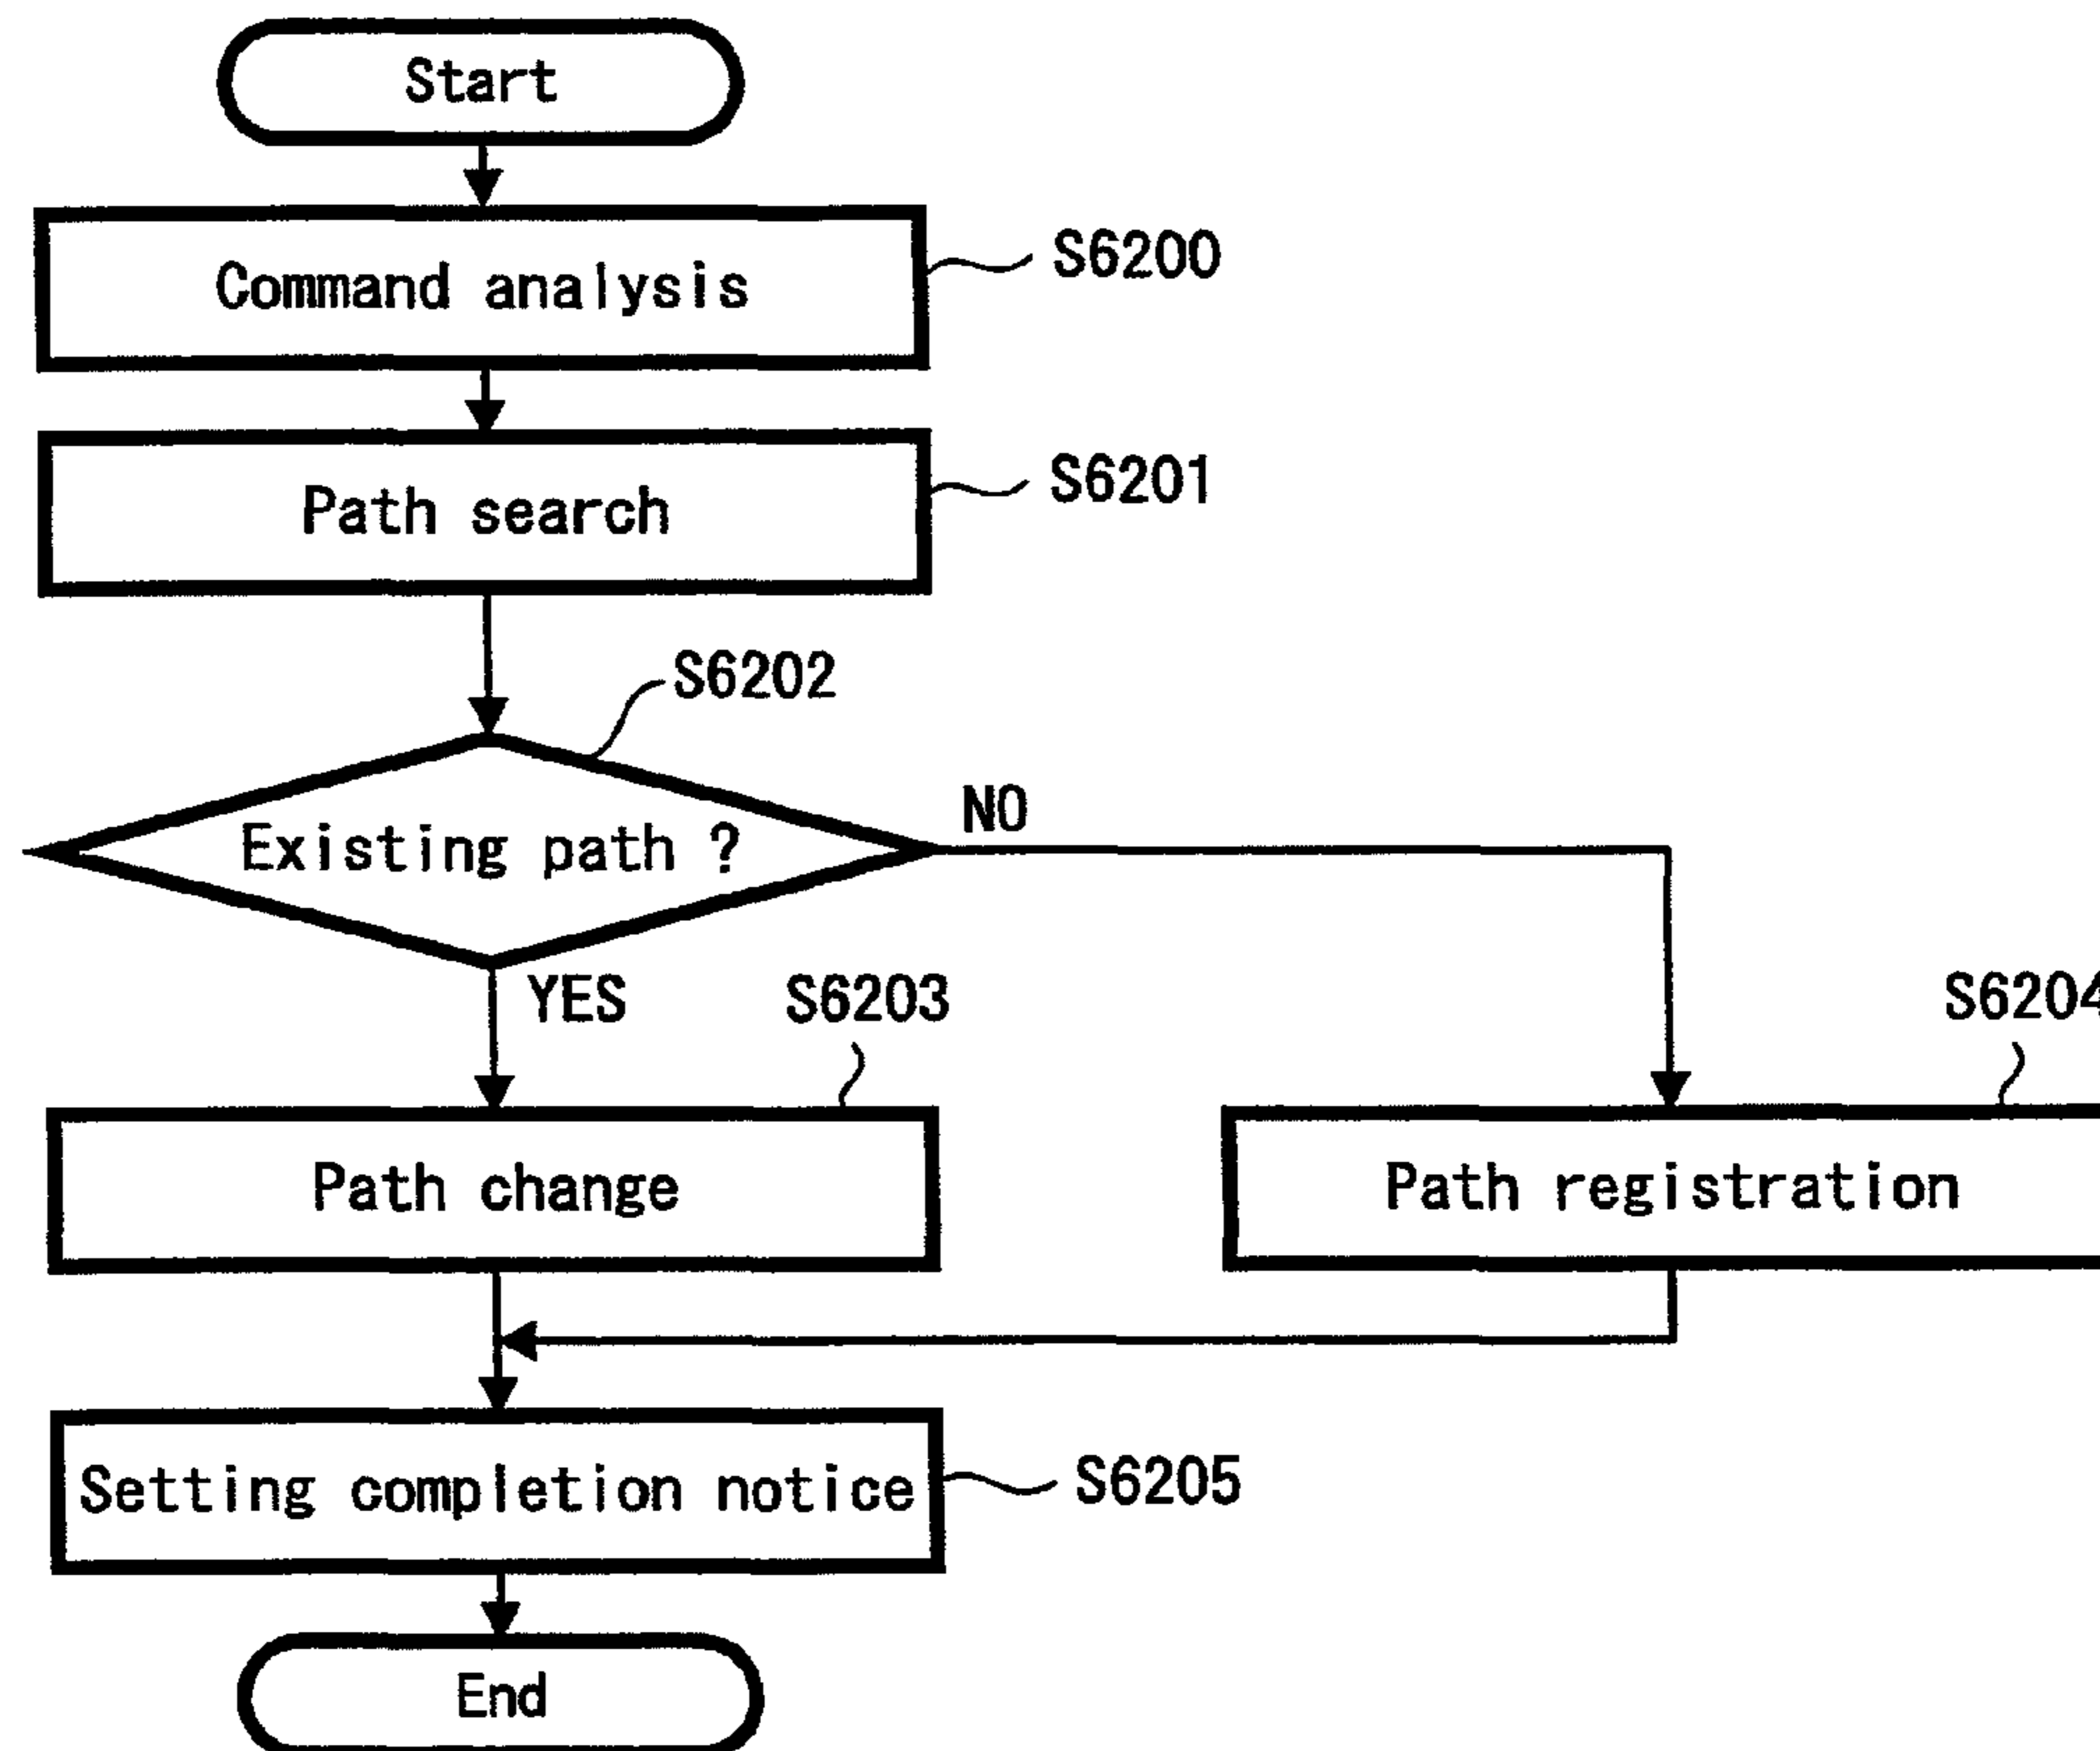 Start
Command analysis
S6200
Path search
S6201
S6202
Existing path ?
NO
YES
S6203
S6204
Path change
Path registration
Setting completion notice
S6205
End